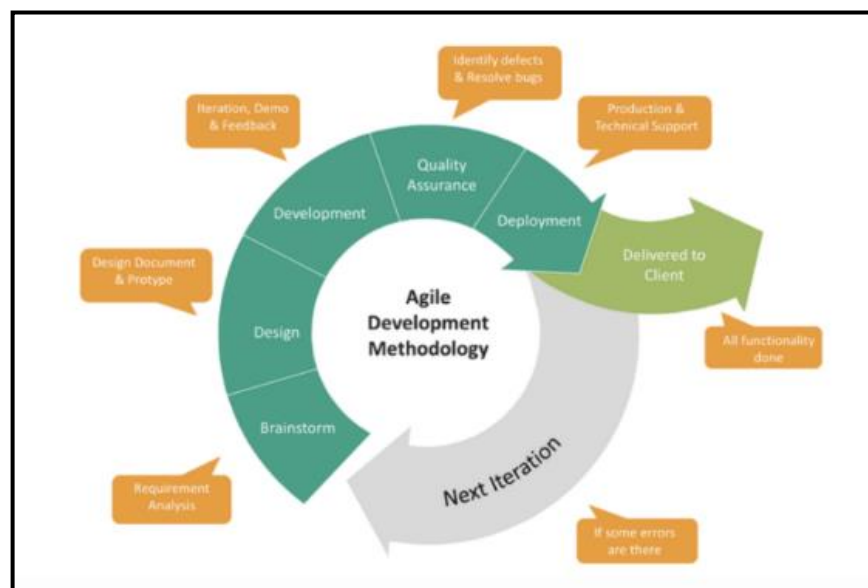 Identify defects
& Resolve bugs
Iteration, Demo
& Feedback
Production &
Technical Support
Quality
Assurance
Development
Deployment
Delivered to
Client
Design Document
& Protype
Agile
Development
Methodology
Design
All functionality
done
Brainstorm
Next Iteration
Requirement
Analysis
If some errors
are there